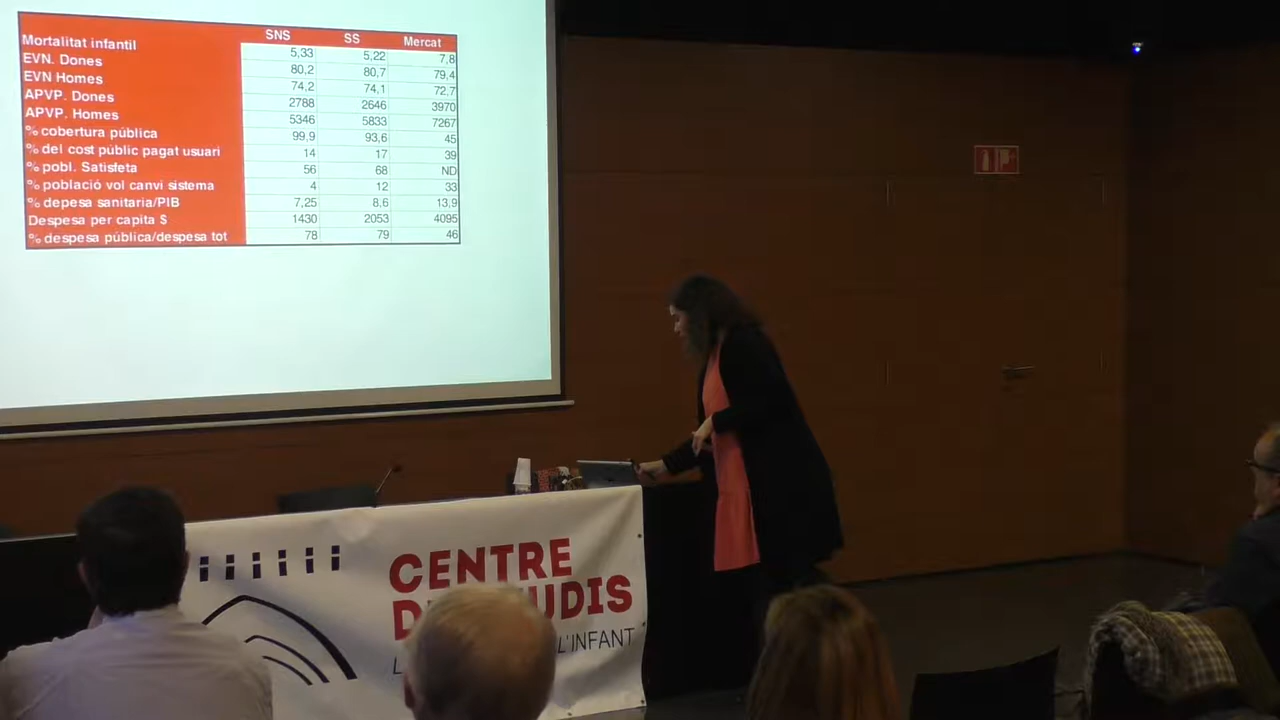 SNS SS Mercat
Mortalitat infantil 5,33 5,22 7,8
EVN. Dones 80,2 80,7 79,4
EVN Homes 74,2 74,1 72,7
APVP. Dones 2788 2646 3970
APVP. Homes 5346 5833 7267
% cobertura pública 99,9 93,6 45
% del cost públic pagat usuari 14 17 39
% pobl. Satisfeta 56 68 ND
% població vol canvi sistema 4 12 33
% depesa sanitaria/PIB 7,25 8,6 13,9
Despesa per capita $ 1430 2053 4095
% despesa pública/despesa tot 78 79 46
CENTRE
L'INFANT